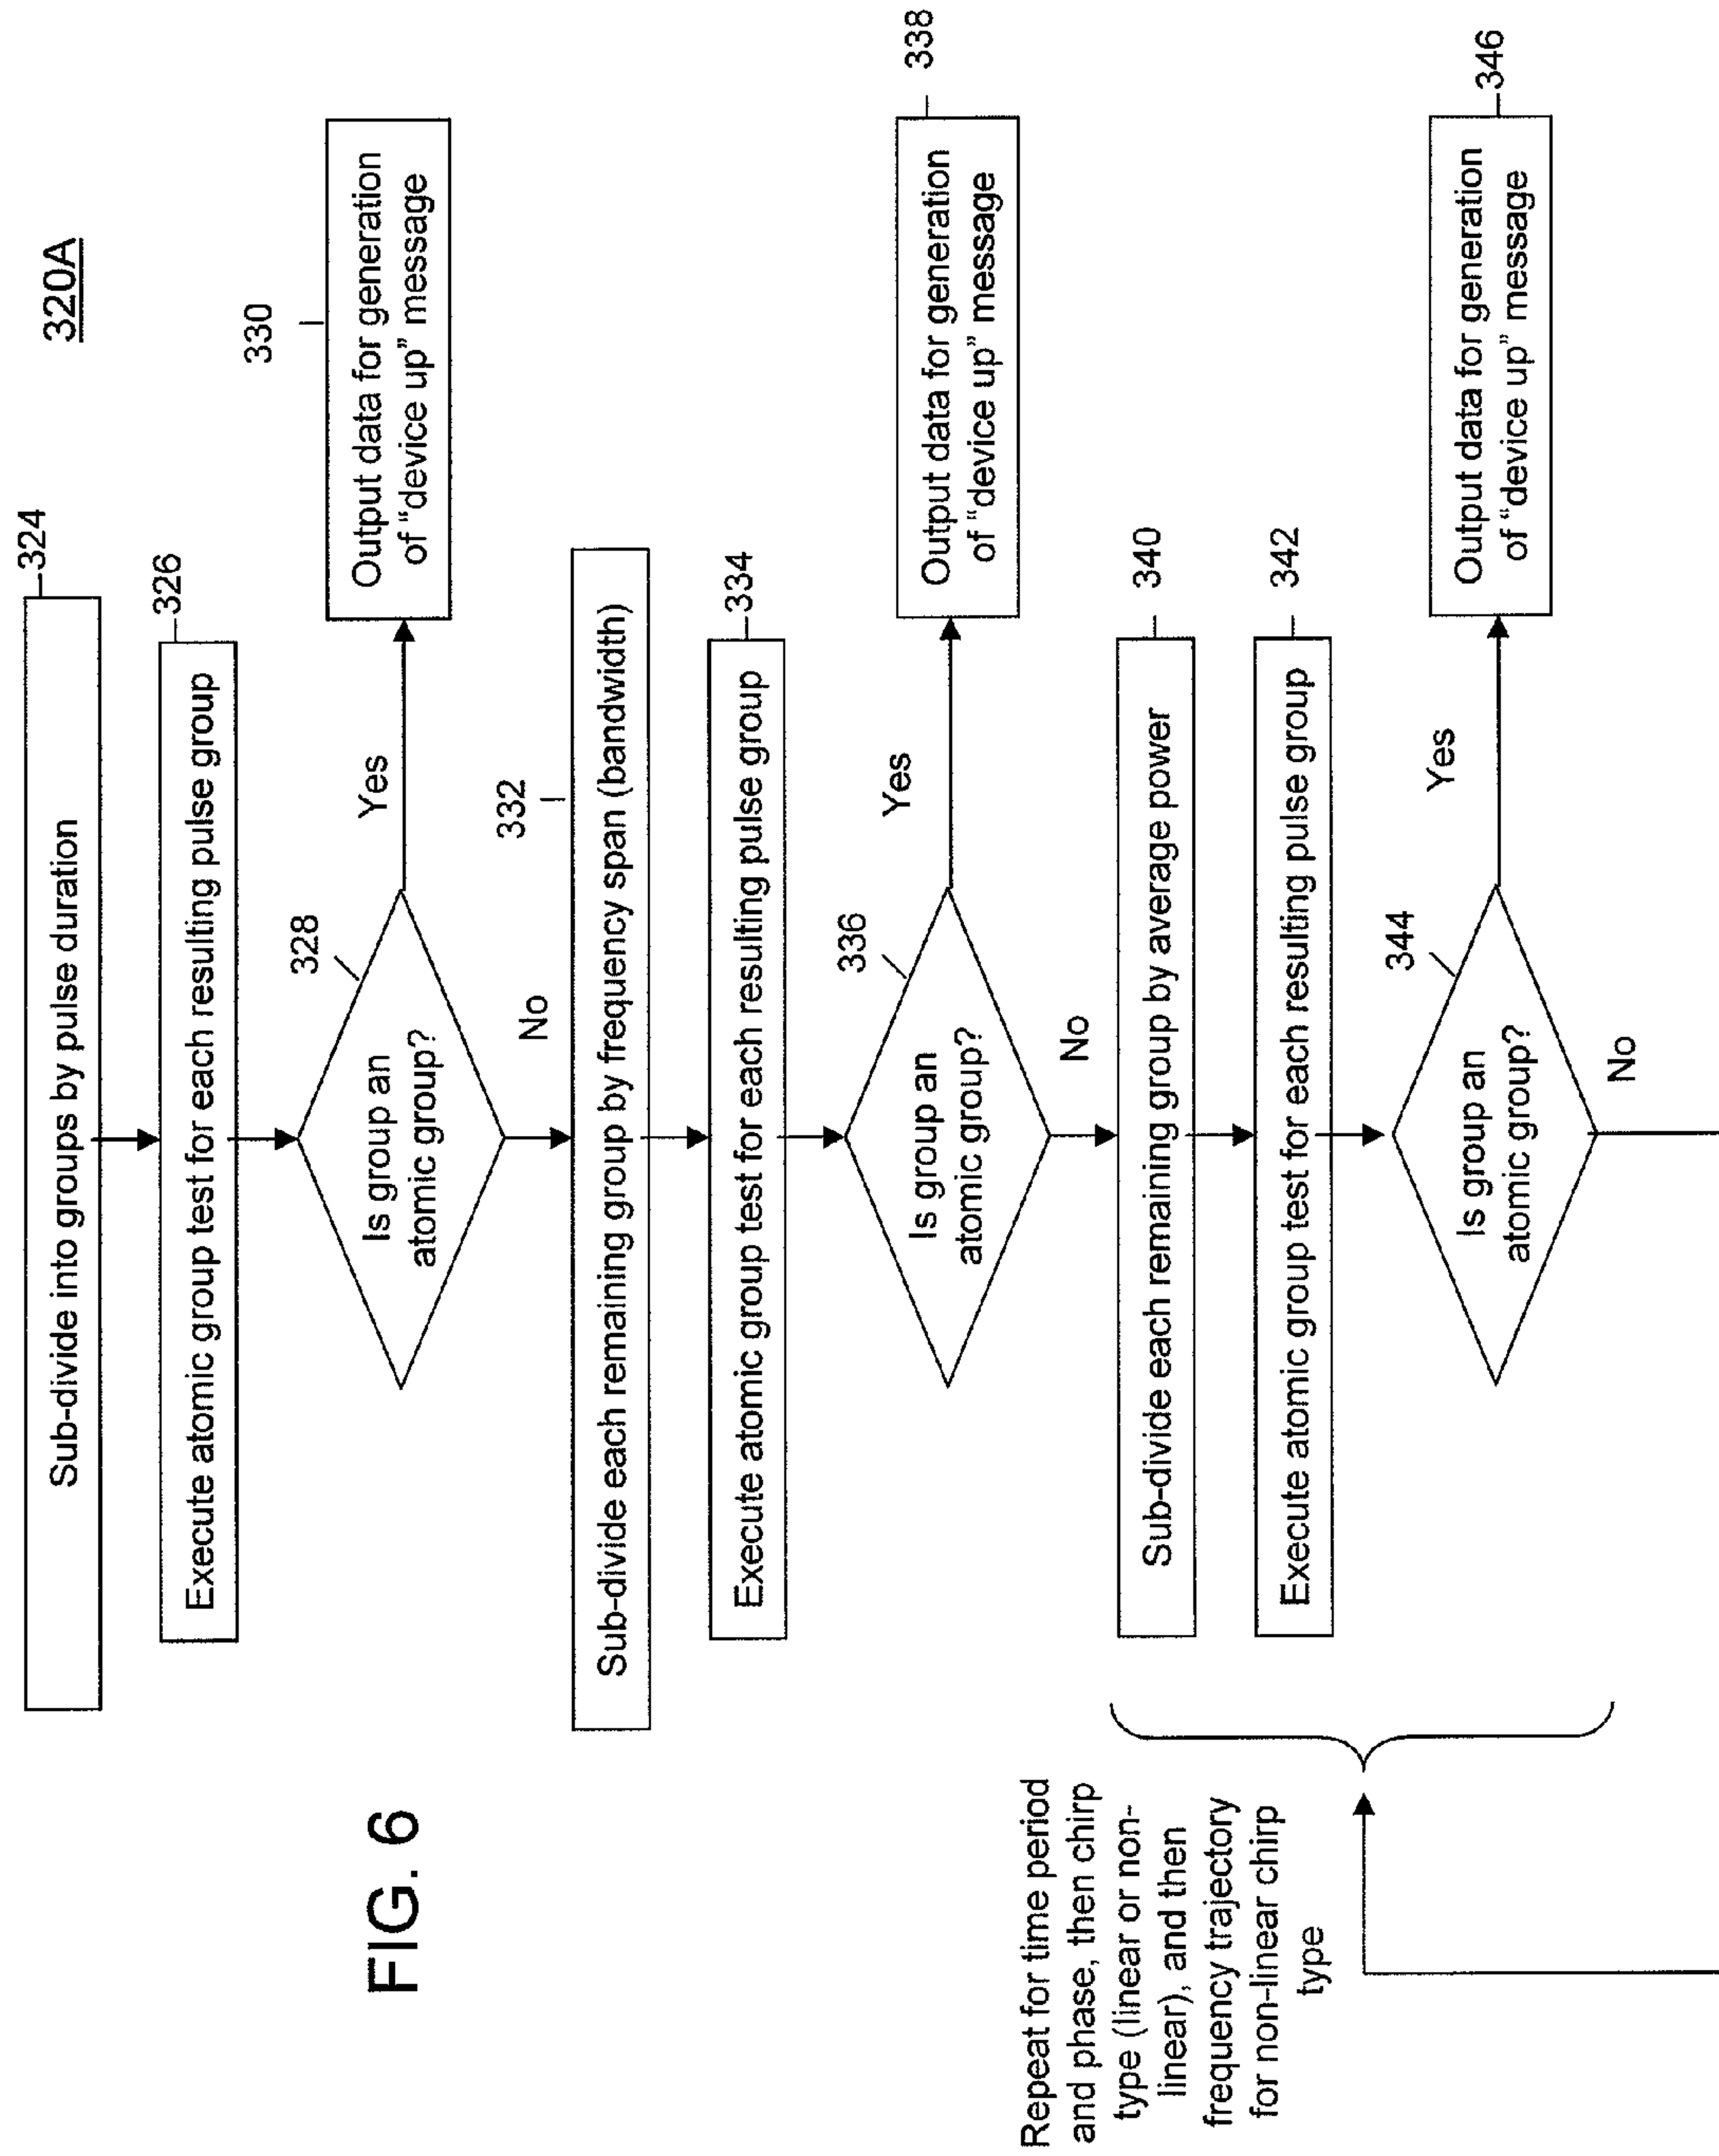 320A
324
Sub-divide into groups by pulse duration
326
Execute atomic group test for each resulting pulse group
328
Is group an
atomic group?
Yes
330
Output data for generation
of “device up” message
No
332
Sub-divide each remaining group by frequency span (bandwidth)
334
Execute atomic group test for each resulting pulse group
336
Is group an
atomic group?
Yes
338
Output data for generation
of “device up” message
No
340
Sub-divide each remaining group by average power
342
Execute atomic group test for each resulting pulse group
344
Is group an
atomic group?
Yes
346
Output data for generation
of “device up” message
No
Repeat for time period
and phase, then chirp
type (linear or non-
linear), and then
frequency trajectory
for non-linear chirp
type
FIG. 6